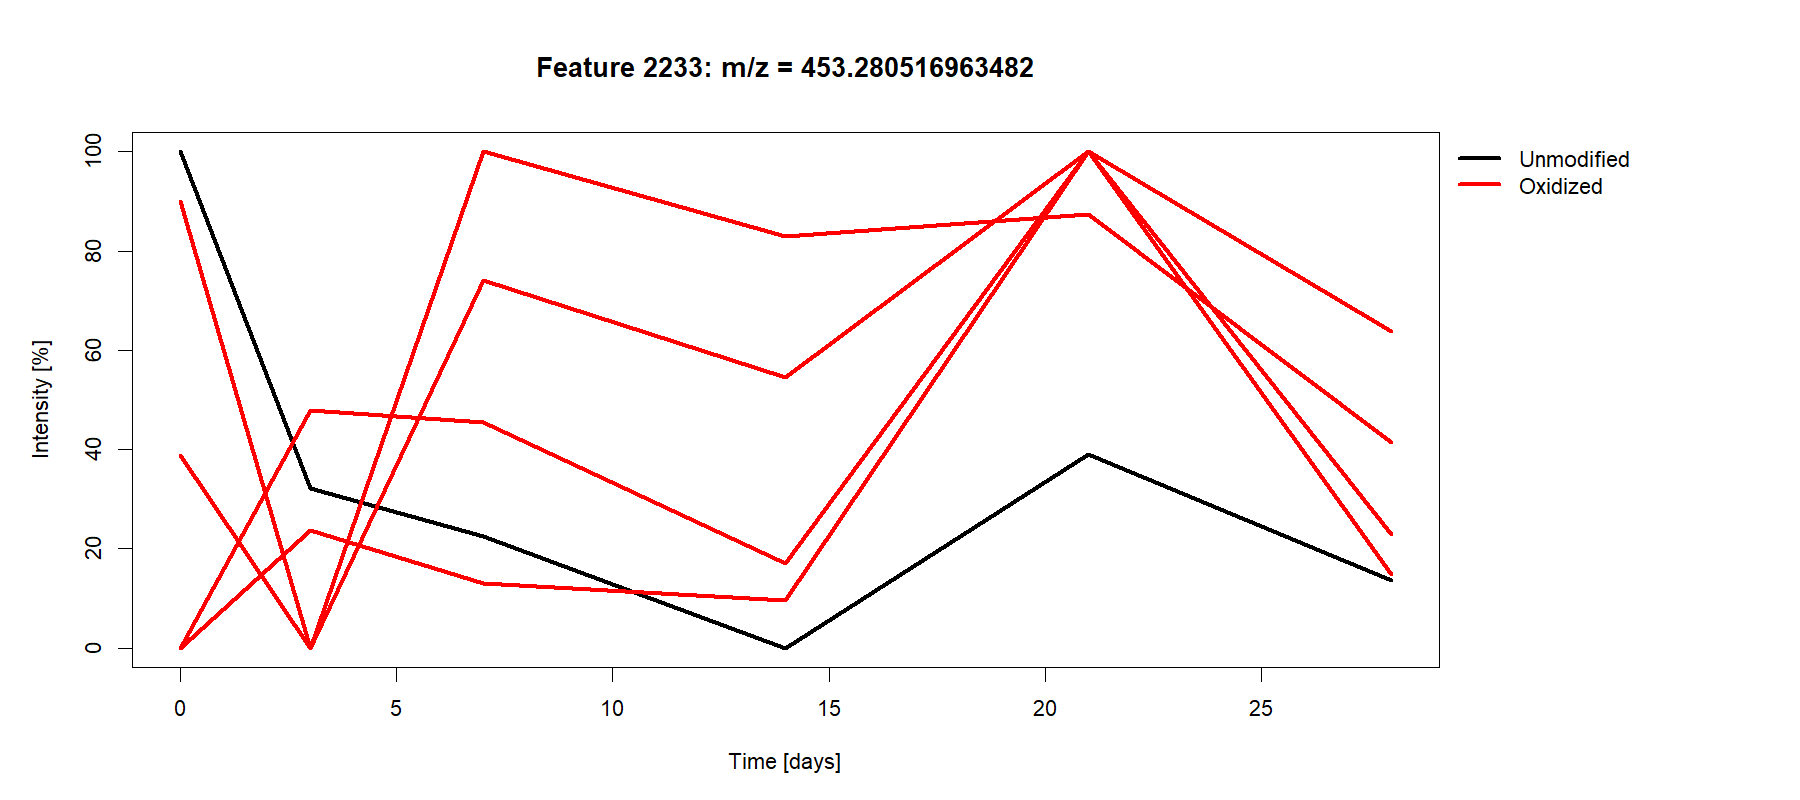 Feature 2233: m/z = 453.280516963482
Unmodified
Oxidized
Intensity [%]
100
80
60
40
20
0
0 5 10 15 20 25
Time [days]